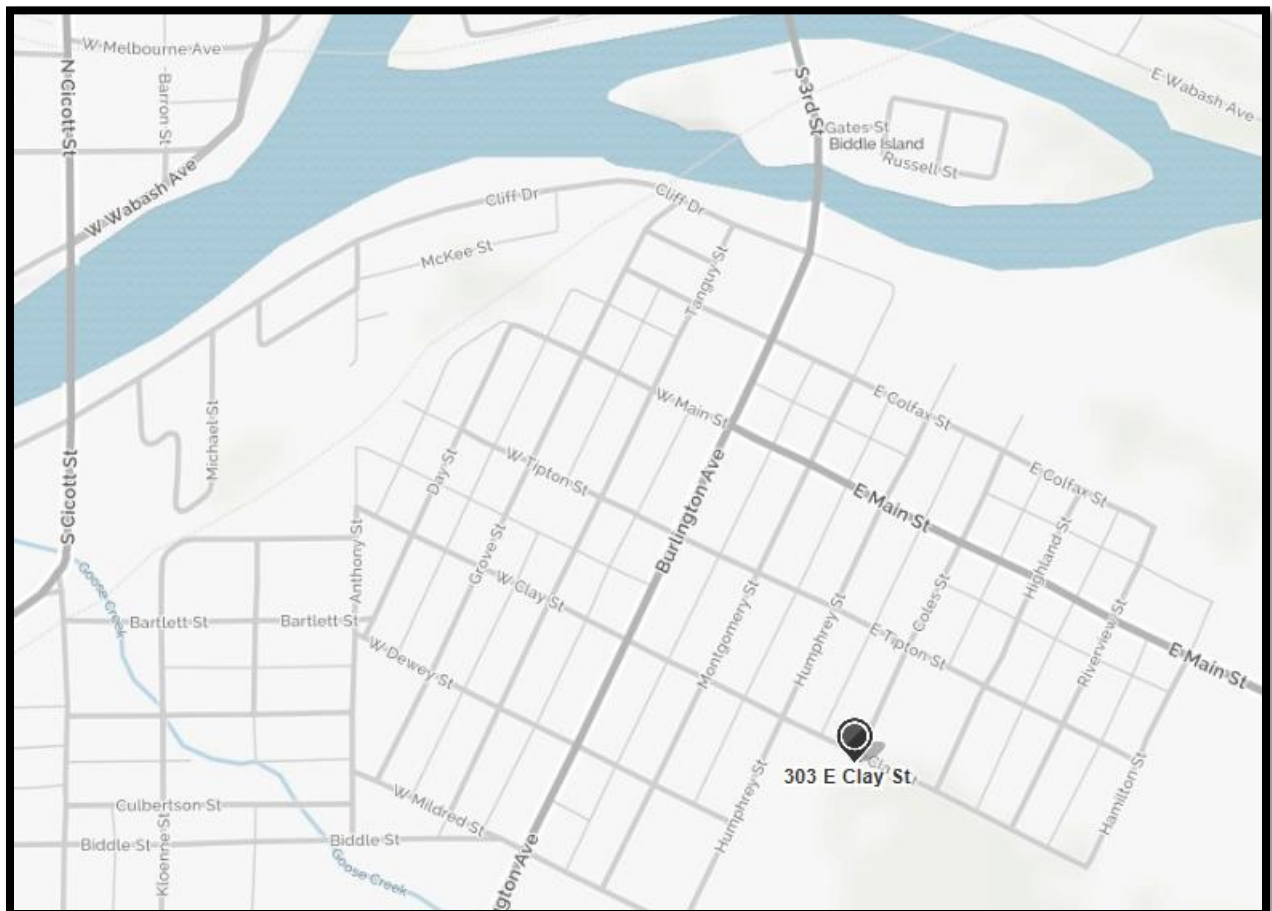 W Melbourne Ave
N Cicott St
Barron St
W Wabash Ave
S 3rd St
E Wabash Ave
Gates St
Biddle Island
Russell St
Cliff Dr
Cliff Dr
McKee St
Tanguy St
W Main St
E Colfax St
E Colfax St
Michael St
S Cicott St
Day St
W Tipton St
Burlington Ave
E Main St
Highland St
Anthony St
Grove St
W Clay St
Goose Creek
Bartlett St
Bartlett St
Montgomery St
Humphrey St
Coles St
E Tipton St
Riverview St
E Main St
W Dewey St
303 E Clay St
Hamilton St
Humphrey St
W Mildred St
Culbertson St
Biddle St
Biddle St
Kloenne St
Goose Creek
gton Ave